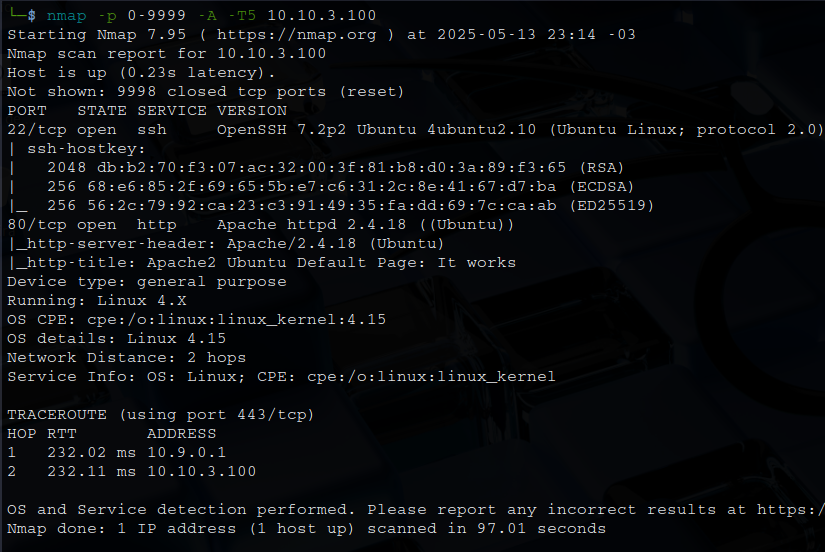 └─$ nmap -p 0-9999 -A -T5 10.10.3.100
Starting Nmap 7.95 ( https://nmap.org ) at 2025-05-13 23:14 -03
Nmap scan report for 10.10.3.100
Host is up (0.23s latency).
Not shown: 9998 closed tcp ports (reset)
PORT   STATE SERVICE VERSION
22/tcp open  ssh     OpenSSH 7.2p2 Ubuntu 4ubuntu2.10 (Ubuntu Linux; protocol 2.0)
| ssh-hostkey:
|   2048 db:b2:70:f3:07:ac:32:00:3f:81:b8:d0:3a:89:f3:65 (RSA)
|   256 68:e6:85:2f:69:65:5b:e7:c6:31:2c:8e:41:67:d7:ba (ECDSA)
|_  256 56:2c:79:92:ca:23:c3:91:49:35:fa:dd:69:7c:ca:ab (ED25519)
80/tcp open  http    Apache httpd 2.4.18 ((Ubuntu))
|_http-server-header: Apache/2.4.18 (Ubuntu)
|_http-title: Apache2 Ubuntu Default Page: It works
Device type: general purpose
Running: Linux 4.X
OS CPE: cpe:/o:linux:linux_kernel:4.15
OS details: Linux 4.15
Network Distance: 2 hops
Service Info: OS: Linux; CPE: cpe:/o:linux:linux_kernel
TRACEROUTE (using port 443/tcp)
HOP RTT       ADDRESS
1   232.02 ms 10.9.0.1
2   232.11 ms 10.10.3.100
OS and Service detection performed. Please report any incorrect results at https:/
Nmap done: 1 IP address (1 host up) scanned in 97.01 seconds